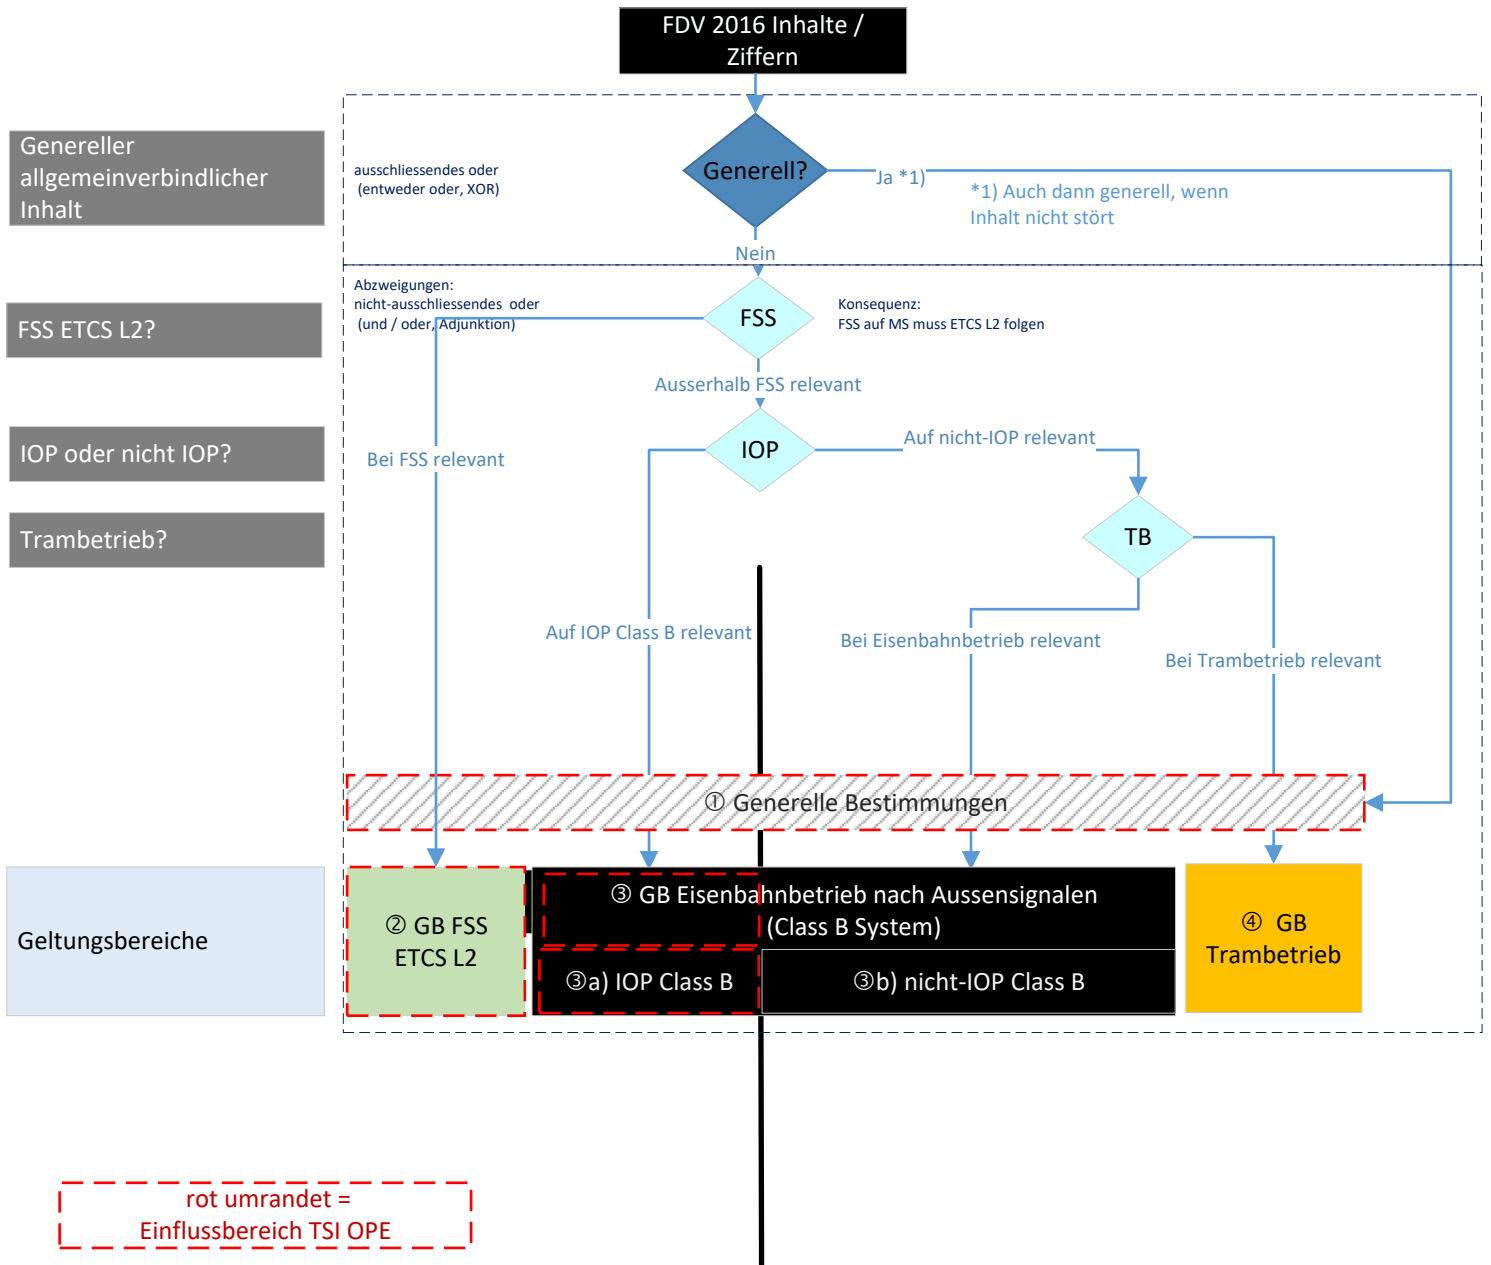 FDV 2016 Inhalte /
Ziffern
Genereller
allgemeinverbindlicher
Inhalt
ausschliessendes oder
(entweder oder, XOR)
Generell?
Ja *1)
*1) Auch dann generell, wenn
Inhalt nicht stört
Nein
FSS ETCS L2?
Abzweigungen:
nicht-ausschliessendes oder
(und / oder, Adjunktion)
FSS
Konsequenz:
FSS auf MS muss ETCS L2 folgen
Ausserhalb FSS relevant
IOP oder nicht IOP?
Bei FSS relevant
IOP
Auf nicht-IOP relevant
Trambetrieb?
TB
Auf IOP Class B relevant
Bei Eisenbahnbetrieb relevant
Bei Trambetrieb relevant
① Generelle Bestimmungen
Geltungsbereiche
② GB FSS
ETCS L2
③ GB Eisenbahnbetrieb nach Aussensignalen
(Class B System)
③a) IOP Class B
③b) nicht-IOP Class B
④ GB
Trambetrieb
rot umrandet =
Einflussbereich TSI OPE